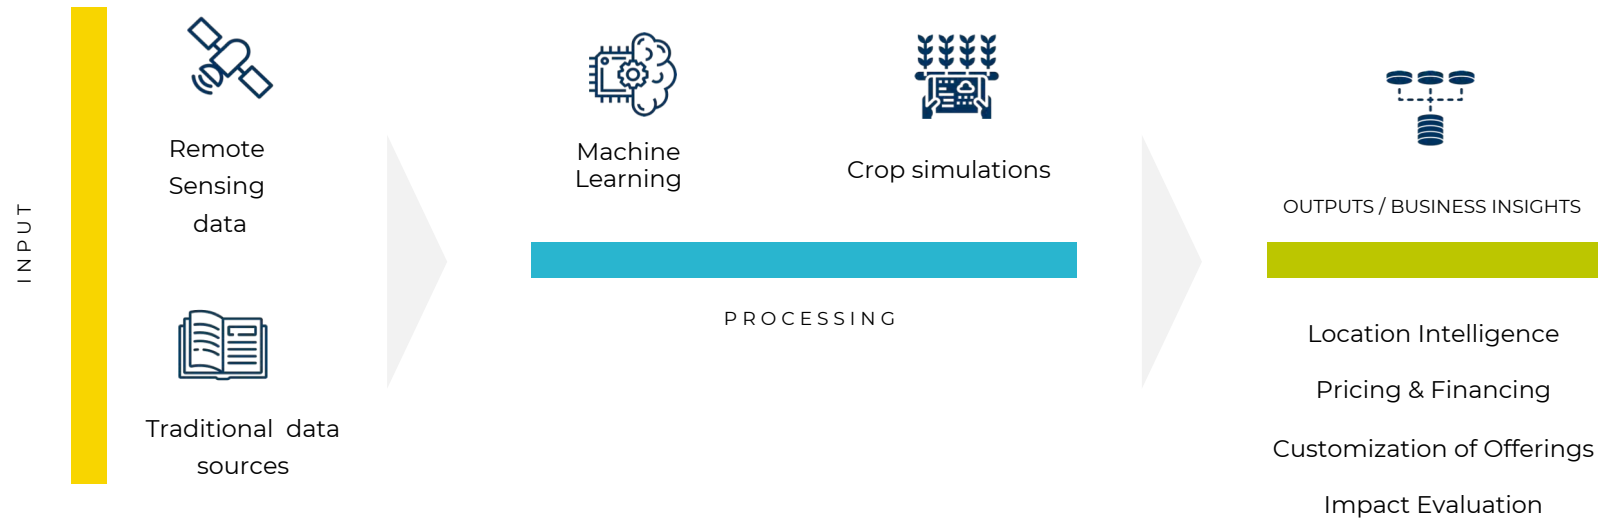 INPUT
Remote
Sensing
data
Traditional data
sources
Machine
Learning
Crop simulations
PROCESSING
OUTPUTS / BUSINESS INSIGHTS
Location Intelligence
Pricing & Financing
Customization of Offerings
Impact Evaluation